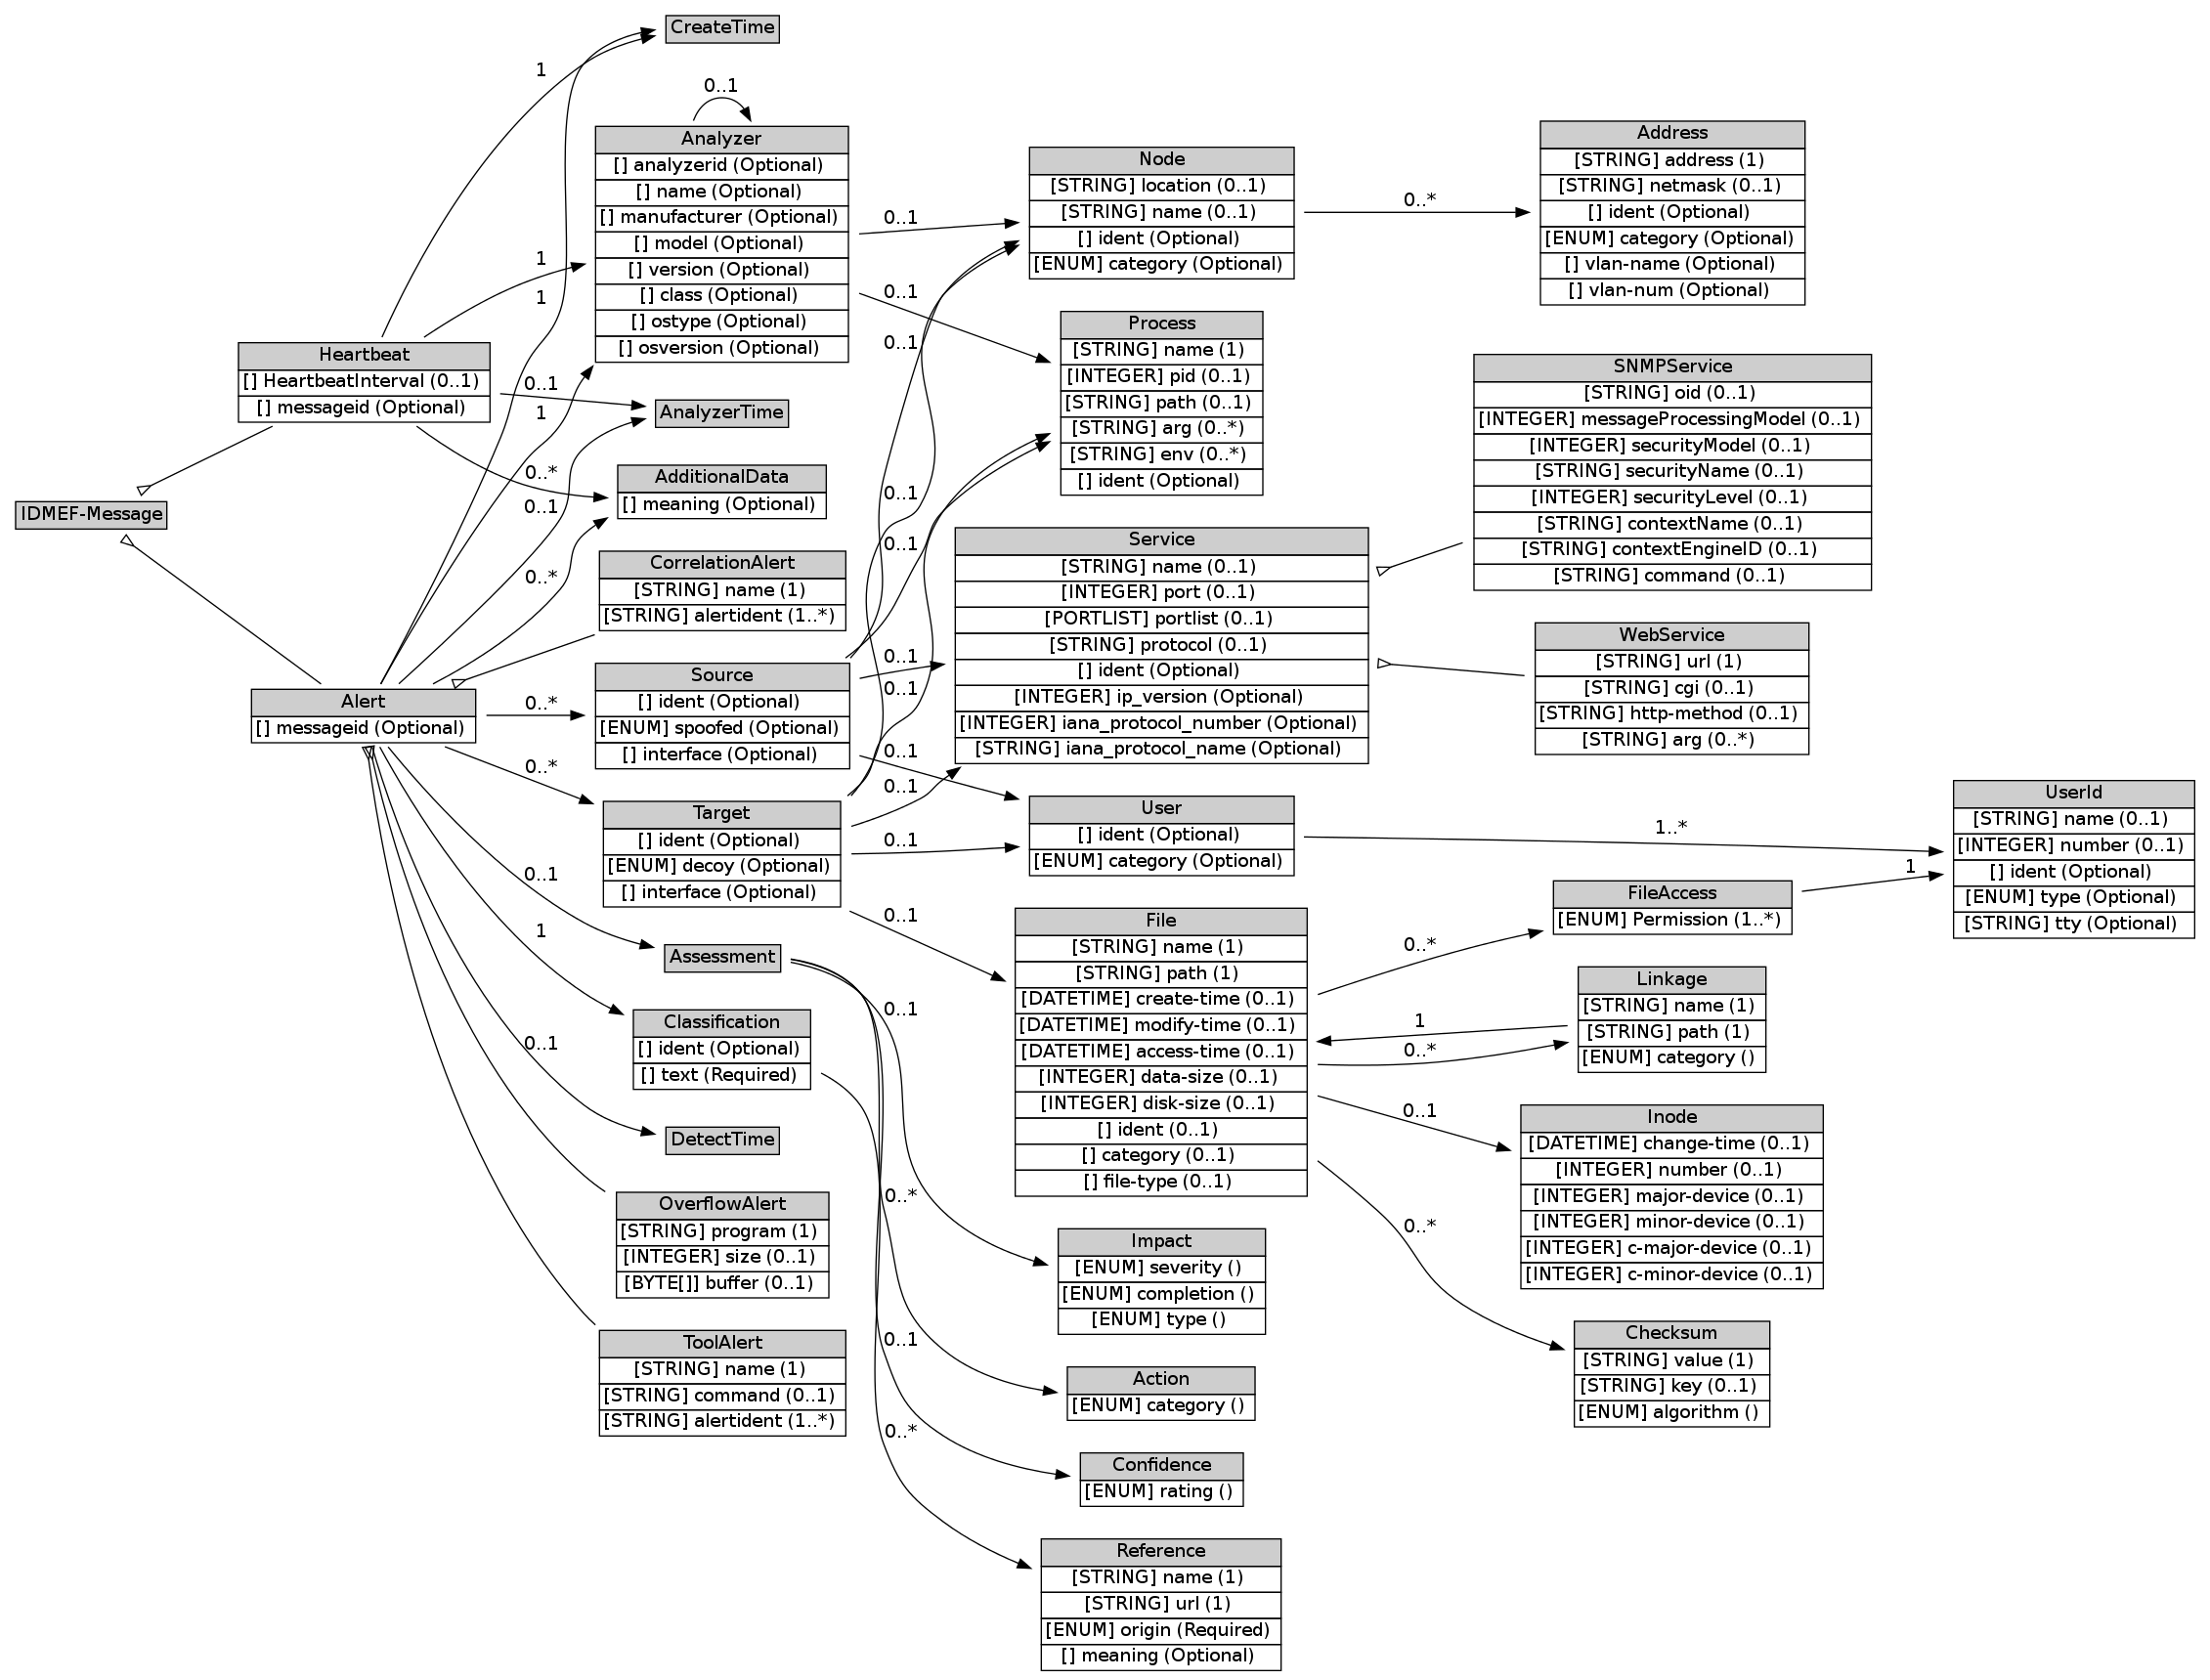 CreateTime
1
0..1
Analyzer
[] analyzerid (Optional)
[] name (Optional)
[] manufacturer (Optional)
[] model (Optional)
[] version (Optional)
[] class (Optional)
[] ostype (Optional)
[] osversion (Optional)
1
1
Heartbeat
[] HeartbeatInterval (0..1)
[] messageid (Optional)
0..1
1
AnalyzerTime
0..*
0..1
AdditionalData
[] meaning (Optional)
IDMEF-Message
0..*
CorrelationAlert
[STRING] name (1)
[STRING] alertident (1..*)
Alert
[] messageid (Optional)
0..*
Source
[] ident (Optional)
[ENUM] spoofed (Optional)
[] interface (Optional)
0..*
Target
[] ident (Optional)
[ENUM] decoy (Optional)
[] interface (Optional)
0..1
Assessment
1
Classification
[] ident (Optional)
[] text (Required)
0..1
DetectTime
OverflowAlert
[STRING] program (1)
[INTEGER] size (0..1)
[BYTE[]] buffer (0..1)
ToolAlert
[STRING] name (1)
[STRING] command (0..1)
[STRING] alertident (1..*)
0..1
0..1
0..1
0..1
0..1
0..1
0..1
0..1
0..1
0..1
0..1
0..1
0..*
0..1
0..*
Node
[STRING] location (0..1)
[STRING] name (0..1)
[] ident (Optional)
[ENUM] category (Optional)
Process
[STRING] name (1)
[INTEGER] pid (0..1)
[STRING] path (0..1)
[STRING] arg (0..*)
[STRING] env (0..*)
[] ident (Optional)
Service
[STRING] name (0..1)
[INTEGER] port (0..1)
[PORTLIST] portlist (0..1)
[STRING] protocol (0..1)
[] ident (Optional)
[INTEGER] ip_version (Optional)
[INTEGER] iana_protocol_number (Optional)
[STRING] iana_protocol_name (Optional)
User
[] ident (Optional)
[ENUM] category (Optional)
File
[STRING] name (1)
[STRING] path (1)
[DATETIME] create-time (0..1)
[DATETIME] modify-time (0..1)
[DATETIME] access-time (0..1)
[INTEGER] data-size (0..1)
[INTEGER] disk-size (0..1)
[] ident (0..1)
[] category (0..1)
[] file-type (0..1)
Impact
[ENUM] severity ()
[ENUM] completion ()
[ENUM] type ()
Action
[ENUM] category ()
Confidence
[ENUM] rating ()
Reference
[STRING] name (1)
[STRING] url (1)
[ENUM] origin (Required)
[] meaning (Optional)
0..*
Address
[STRING] address (1)
[STRING] netmask (0..1)
[] ident (Optional)
[ENUM] category (Optional)
[] vlan-name (Optional)
[] vlan-num (Optional)
SNMPService
[STRING] oid (0..1)
[INTEGER] messageProcessingModel (0..1)
[INTEGER] securityModel (0..1)
[STRING] securityName (0..1)
[INTEGER] securityLevel (0..1)
[STRING] contextName (0..1)
[STRING] contextEngineID (0..1)
[STRING] command (0..1)
WebService
[STRING] url (1)
[STRING] cgi (0..1)
[STRING] http-method (0..1)
[STRING] arg (0..*)
1..*
0..*
FileAccess
[ENUM] Permission (1..*)
1
UserId
[STRING] name (0..1)
[INTEGER] number (0..1)
[] ident (Optional)
[ENUM] type (Optional)
[STRING] tty (Optional)
1
0..*
Linkage
[STRING] name (1)
[STRING] path (1)
[ENUM] category ()
0..1
Inode
[DATETIME] change-time (0..1)
[INTEGER] number (0..1)
[INTEGER] major-device (0..1)
[INTEGER] minor-device (0..1)
[INTEGER] c-major-device (0..1)
[INTEGER] c-minor-device (0..1)
0..*
Checksum
[STRING] value (1)
[STRING] key (0..1)
[ENUM] algorithm ()